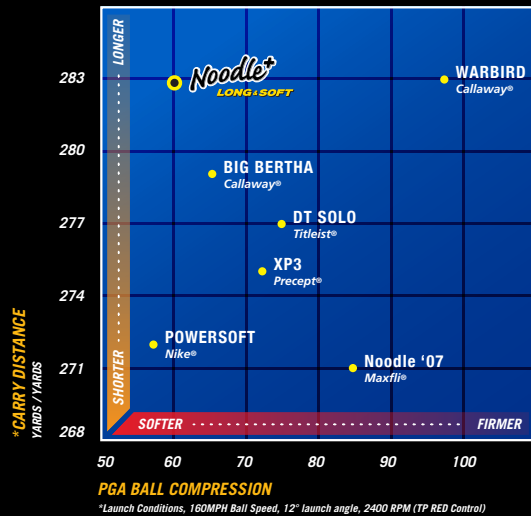 LONGER
283
Noodle+
LONG & SOFT
WARBIRD
Callaway®
280
BIG BERTHA
Callaway®
277
DT SOLO
Titleist®
XP3
Precept®
274
POWERSOFT
Nike®
271
Noodle ‘07
Maxfli®
SHORTER
*CARRY DISTANCE
YARDS / YARDS
268
SOFTER
FIRMER
50 60 70 80 90 100
PGA BALL COMPRESSION
*Launch Conditions, 160MPH Ball Speed, 12° launch angle, 2400 RPM (TP RED Control)